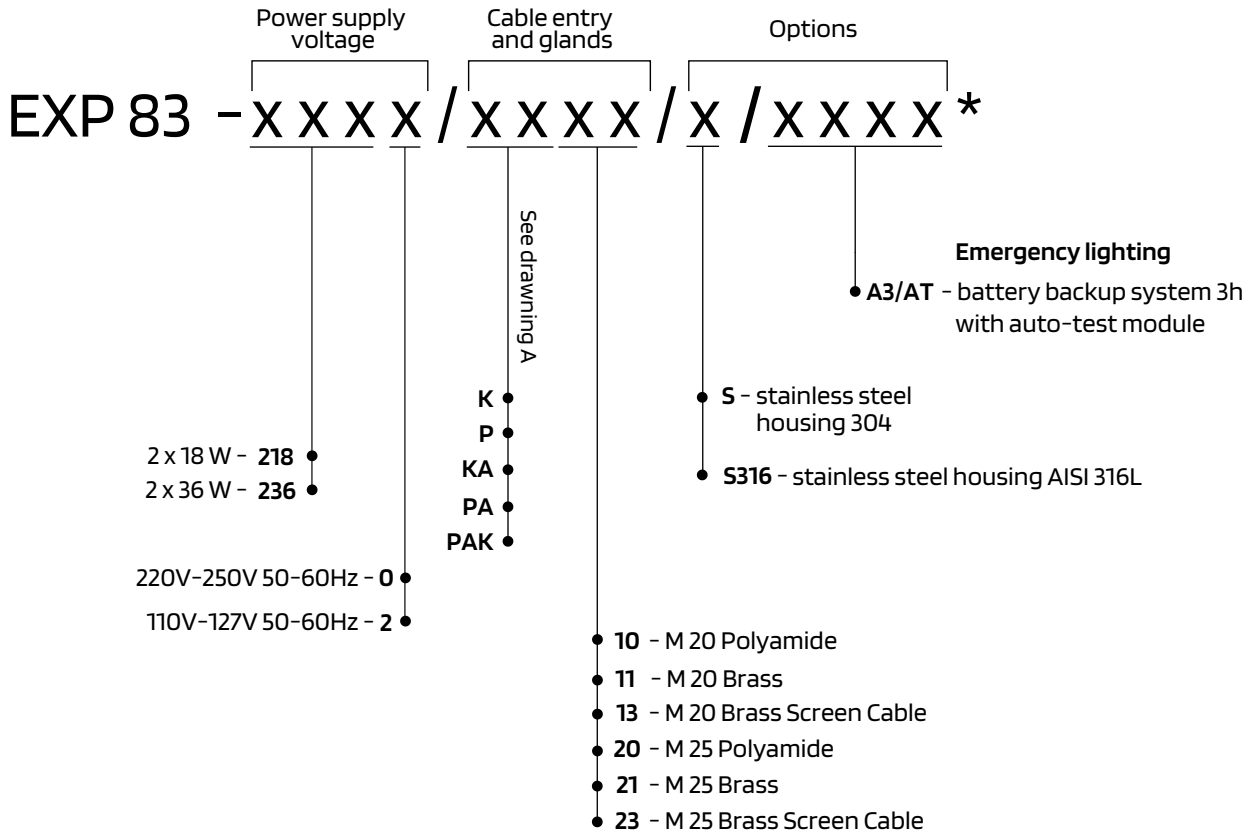 Power supply
voltage
Cable entry
and glands
Options
EXP 83 - X X X X / X X X X / X / X X X X *
See drawning A
Emergency lighting
A3/AT - battery backup system 3h
with auto-test module
K
P
KA
PA
PAK
S - stainless steel
housing 304
S316 - stainless steel housing AISI 316L
2 x 18 W - 218
2 x 36 W - 236
220V-250V 50-60Hz - 0
110V-127V 50-60Hz - 2
10 - M 20 Polyamide
11 - M 20 Brass
13 - M 20 Brass Screen Cable
20 - M 25 Polyamide
21 - M 25 Brass
23 - M 25 Brass Screen Cable